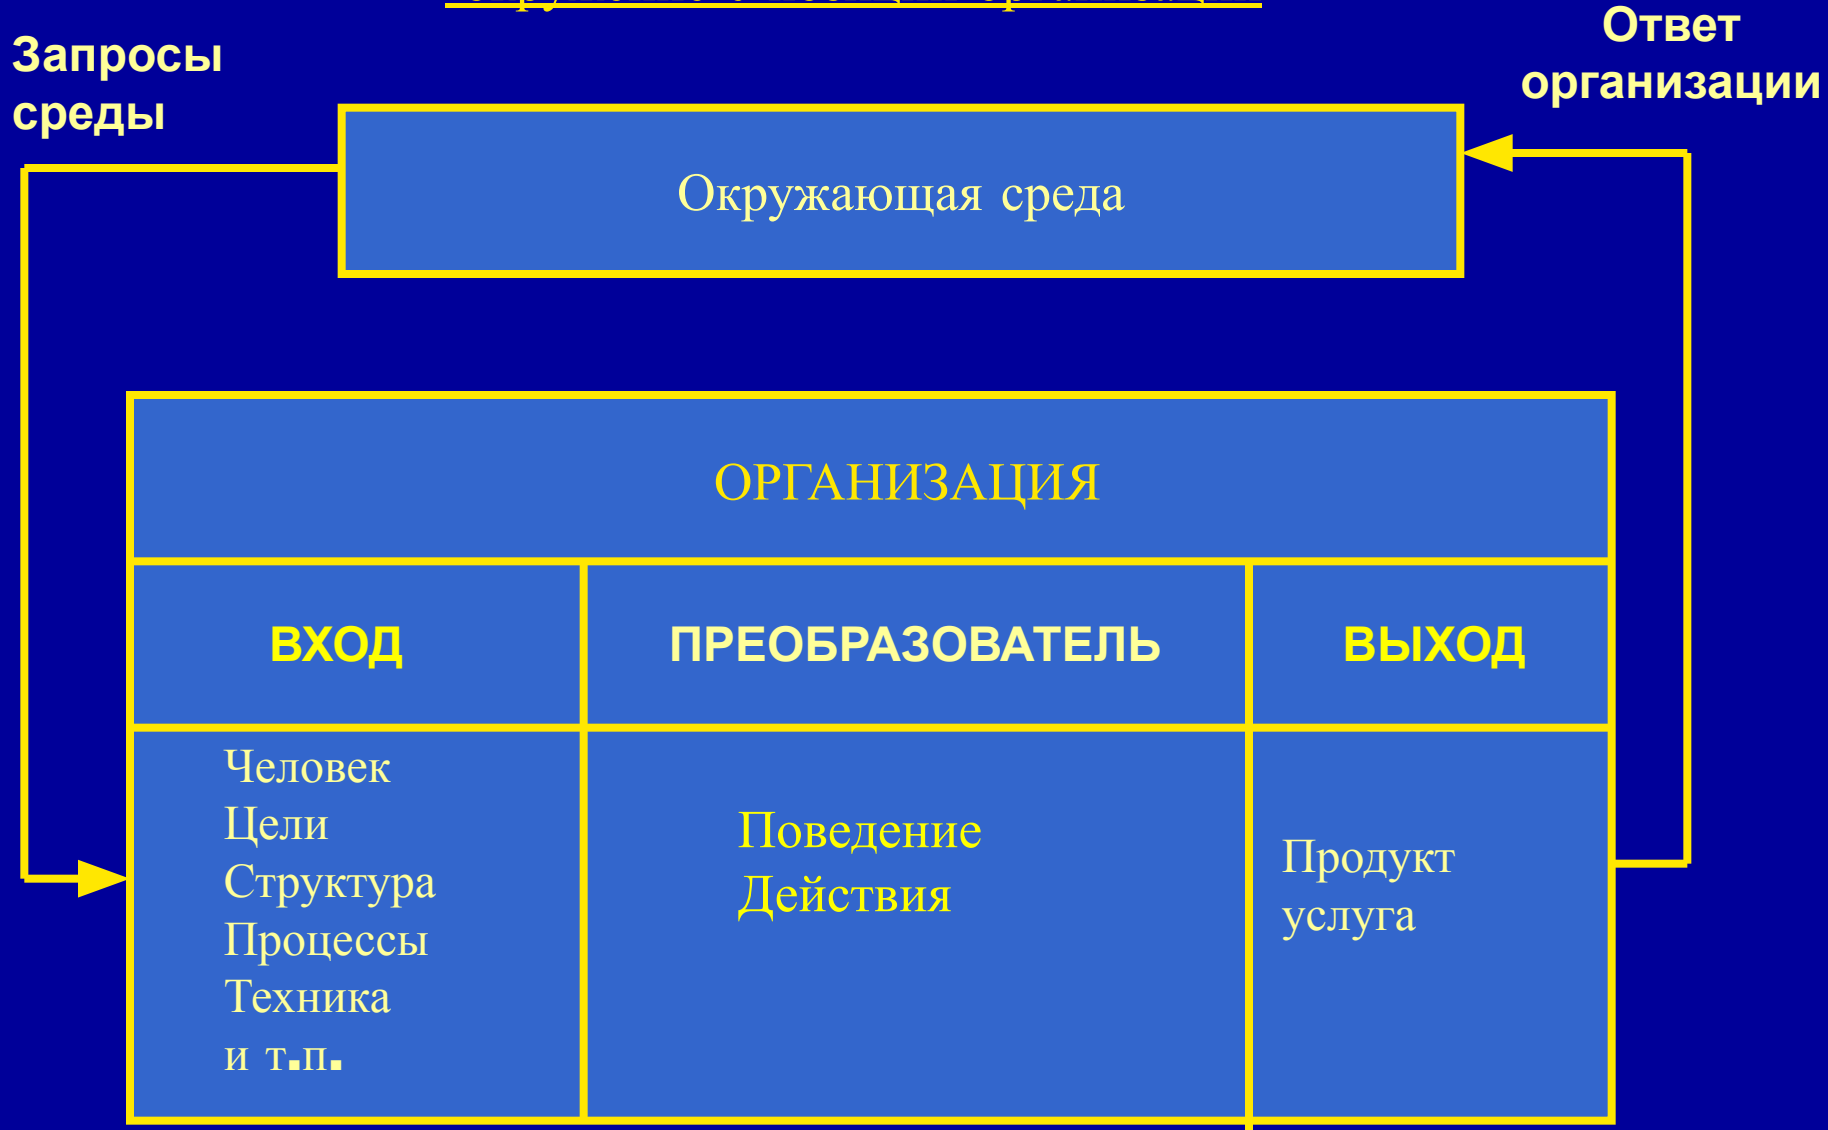 Запросы
среды
Ответ
организации
Окружающая среда
ОРГАНИЗАЦИЯ
ВХОД
ПРЕОБРАЗОВАТЕЛЬ
ВЫХОД
Человек
Цели
Структура
Процессы
Техника
и т.п.
Поведение
Действия
Продукт
услуга